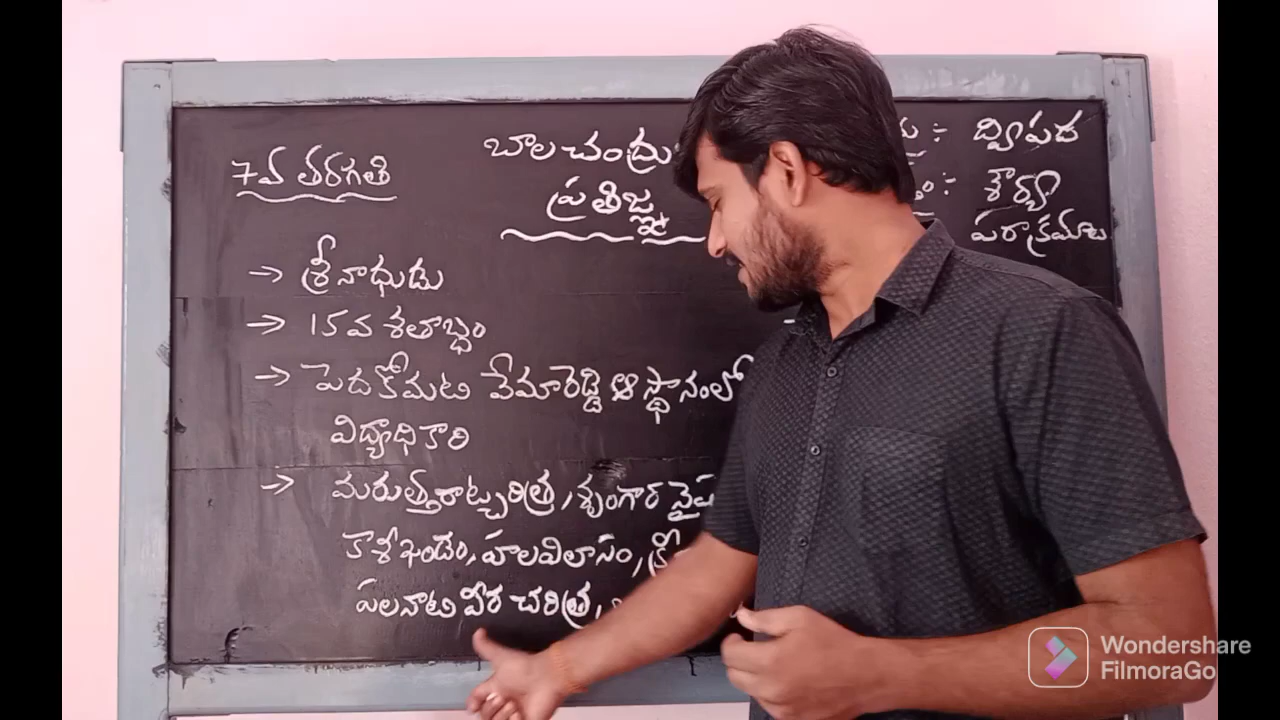 7వ తరగతి
బాలచంద్రు
ప్రతిజ్ఞ
ద్విపద
శౌర్య
పరాక్రమాలు
→ శ్రీనాధుడు
→ 15వ శతాబ్ధం
→ పెదకోమటి వేమారెడ్డి ఆస్థానంలో
విద్యాధికారి
→ మరుత్తరాట్చరిత్ర, శృంగార నైష
కాశీఖండం, హలవిలాసం, క్రీ
పలనాటి వీర చరిత్ర,
Wondershare
FilmoraGo